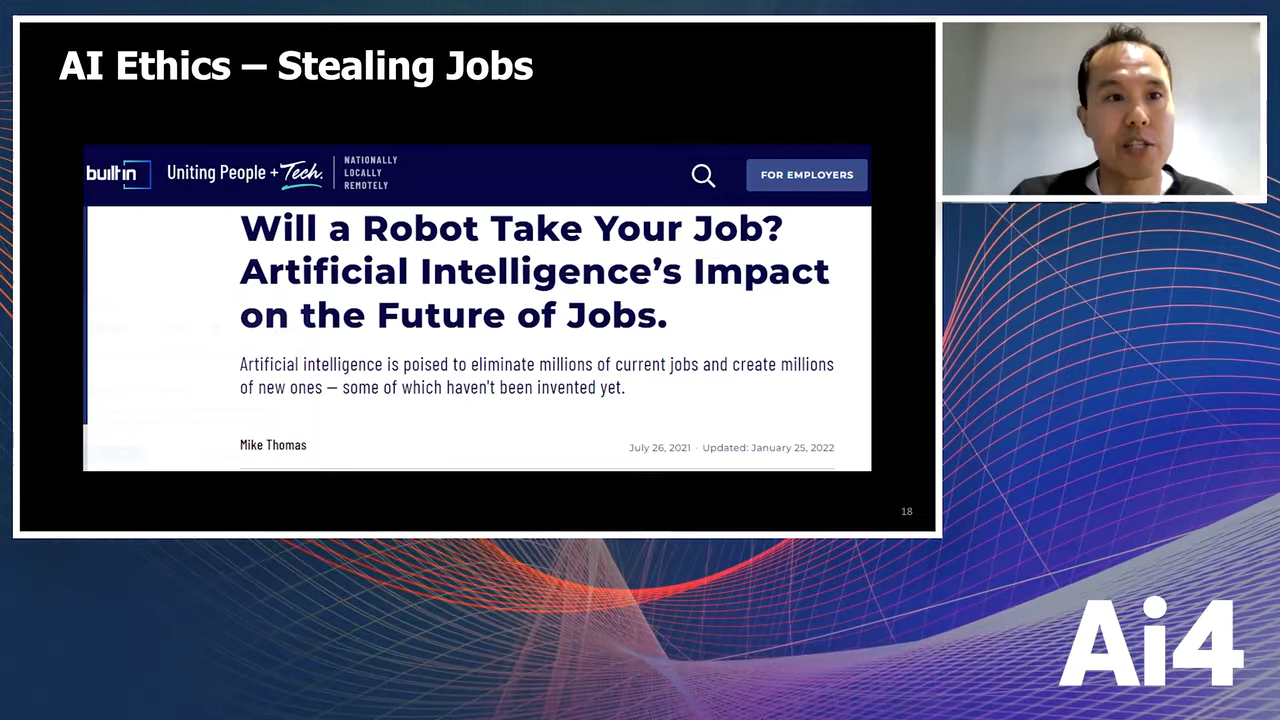 AI Ethics – Stealing Jobs
builtin
Uniting People + Tech.
NATIONALLY
LOCALLY
REMOTELY
FOR EMPLOYERS
Will a Robot Take Your Job?
Artificial Intelligence’s Impact
on the Future of Jobs.
Artificial intelligence is poised to eliminate millions of current jobs and create millions
of new ones — some of which haven't been invented yet.
Mike Thomas
July 26, 2021 · Updated: January 25, 2022
18
Ai4